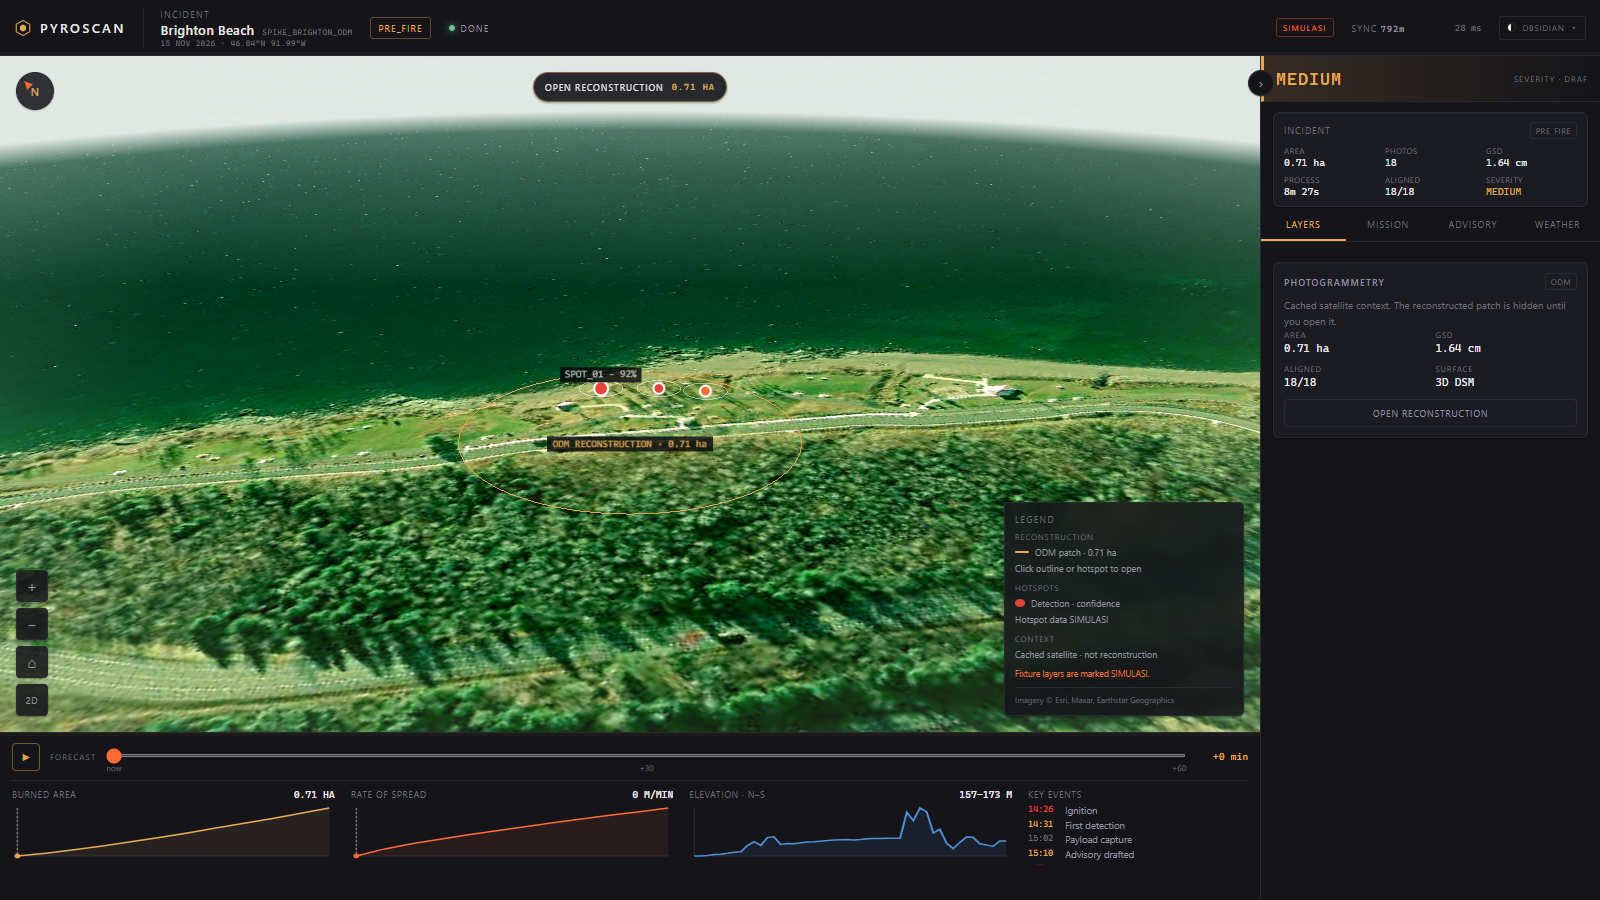 PYROSCAN
INCIDENT
Brighton Beach SPIKE_BRIGHTON_ODM
15 NOV 2026 · 46.84°N 91.99°W
PRE_FIRE
DONE
SIMULASI
SYNC 792m
28 ms
OBSIDIAN
N
OPEN RECONSTRUCTION 0.71 HA
SPOT_01 - 92%
ODM RECONSTRUCTION · 0.71 ha
+
−
2D
LEGEND
RECONSTRUCTION
ODM patch · 0.71 ha
Click outline or hotspot to open
HOTSPOTS
Detection · confidence
Hotspot data SIMULASI
CONTEXT
Cached satellite · not reconstruction
Fixture layers are marked SIMULASI.
Imagery © Esri, Maxar, Earthstar Geographics
MEDIUM
SEVERITY · DRAF
INCIDENT
PRE_FIRE
AREA PHOTOS GSD
0.71 ha 18 1.64 cm
PROCESS ALIGNED SEVERITY
8m 27s 18/18 MEDIUM
LAYERS MISSION ADVISORY WEATHER
PHOTOGRAMMETRY
ODM
Cached satellite context. The reconstructed patch is hidden until
you open it.
AREA GSD
0.71 ha 1.64 cm
ALIGNED SURFACE
18/18 3D DSM
OPEN RECONSTRUCTION
FORECAST
+0 min
now +30 +60
BURNED AREA 0.71 HA
RATE OF SPREAD 0 M/MIN
ELEVATION · N–S 157–173 M
KEY EVENTS
14:26 Ignition
14:31 First detection
15:02 Payload capture
15:10 Advisory drafted